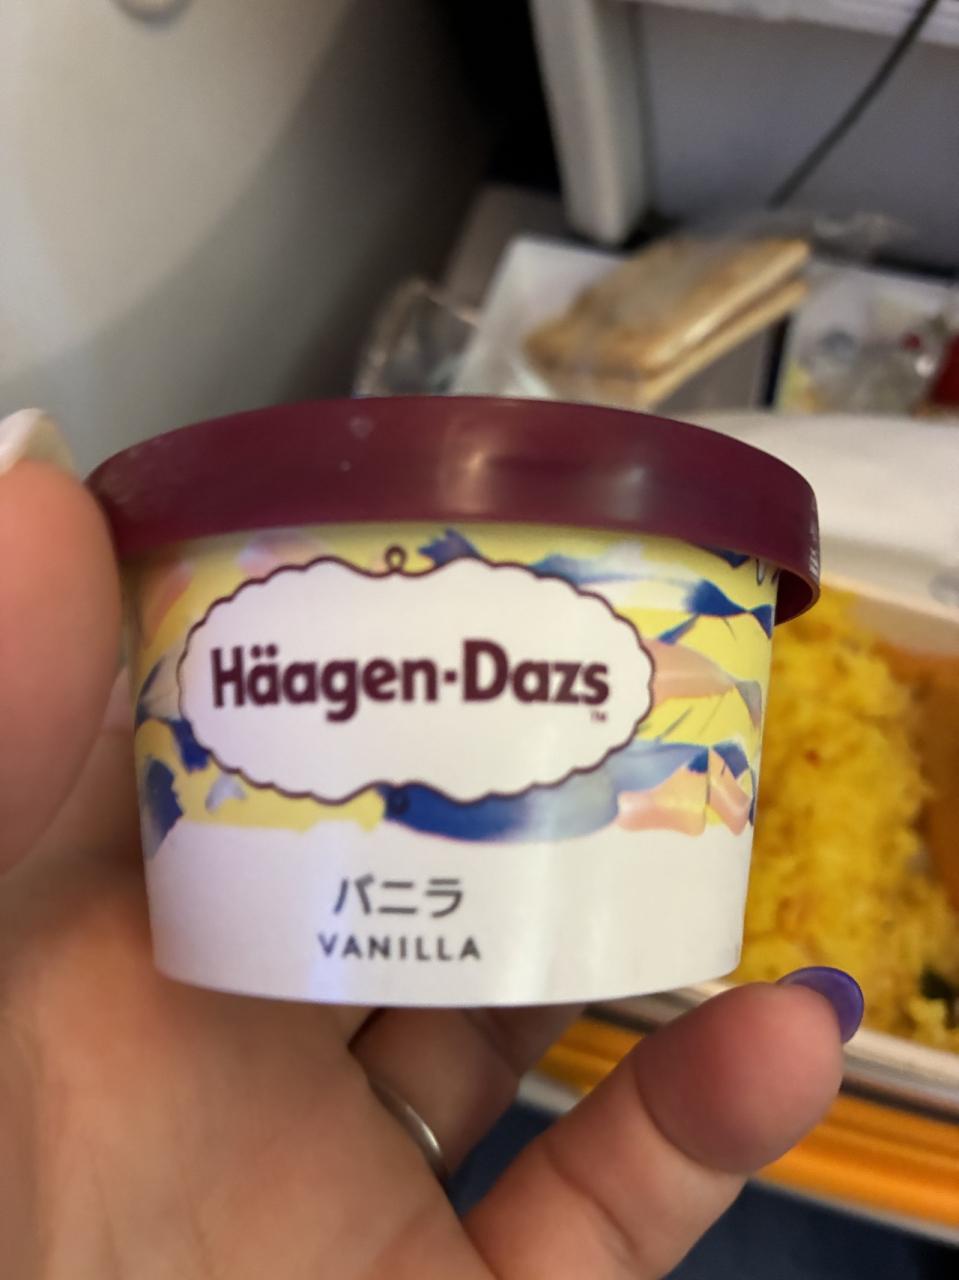 Häagen-Dazs
™
バニラ
VANILLA